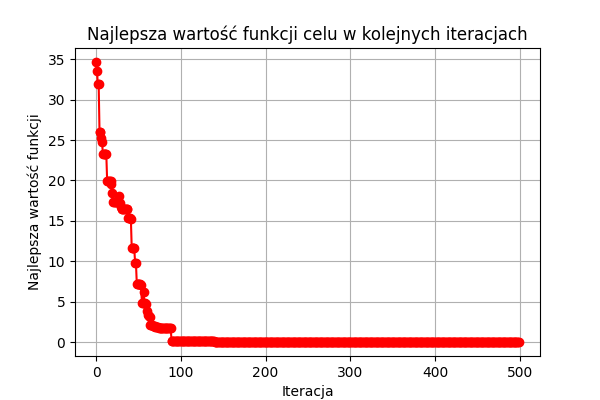 Najlepsza wartość funkcji celu w kolejnych iteracjach
Najlepsza wartość funkcji
35
30
25
20
15
10
5
0
0 100 200 300 400 500
Iteracja